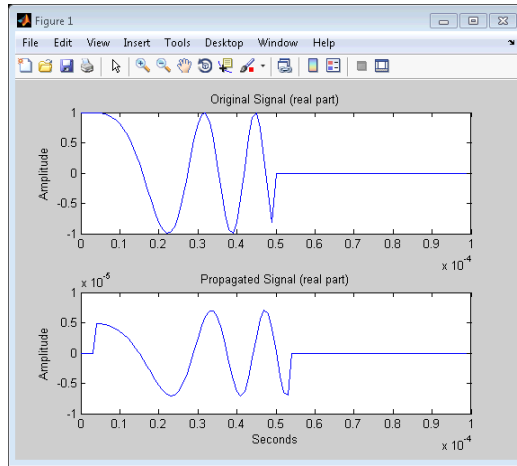 Figure 1
File Edit View Insert Tools Desktop Window Help
Original Signal (real part)
1
0.5
0
-0.5
-1
Amplitude
0 0.1 0.2 0.3 0.4 0.5 0.6 0.7 0.8 0.9 1
x 10-4
x 10-5
Propagated Signal (real part)
1
0.5
0
-0.5
-1
Amplitude
0 0.1 0.2 0.3 0.4 0.5 0.6 0.7 0.8 0.9 1
Seconds
x 10-4